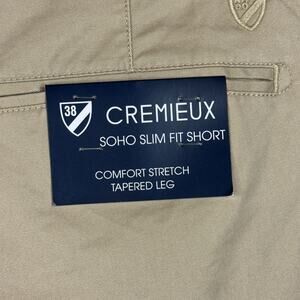 38
CREMIEUX
SOHO SLIM FIT SHORT
COMFORT STRETCH
TAPERED LEG